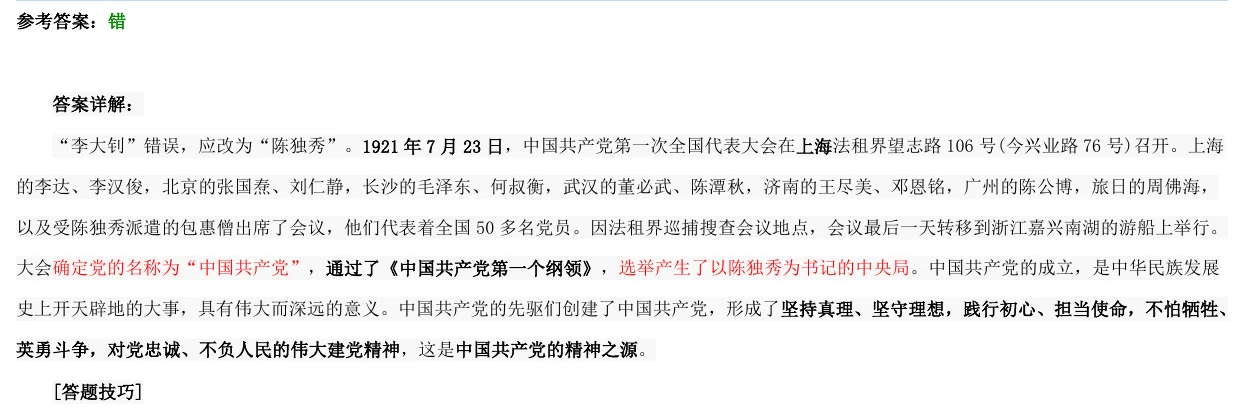 参考答案：错
答案详解：
“李大钊”错误，应改为“陈独秀”。1921 年 7 月 23 日，中国共产党第一次全国代表大会在上海法租界望志路 106 号(今兴业路 76 号)召开。上海
的李达、李汉俊，北京的张国焘、刘仁静，长沙的毛泽东、何叔衡，武汉的董必武、陈潭秋，济南的王尽美、邓恩铭，广州的陈公博，旅日的周佛海，
以及受陈独秀派遣的包惠僧出席了会议，他们代表着全国 50 多名党员。因法租界巡捕搜查会议地点，会议最后一天转移到浙江嘉兴南湖的游船上举行。
大会确定党的名称为“中国共产党”，通过了《中国共产党第一个纲领》，选举产生了以陈独秀为书记的中央局。中国共产党的成立，是中华民族发展
史上开天辟地的大事，具有伟大而深远的意义。中国共产党的先驱们创建了中国共产党，形成了坚持真理、坚守理想，践行初心、担当使命，不怕牺牲、
英勇斗争，对党忠诚、不负人民的伟大建党精神，这是中国共产党的精神之源。
[答题技巧]